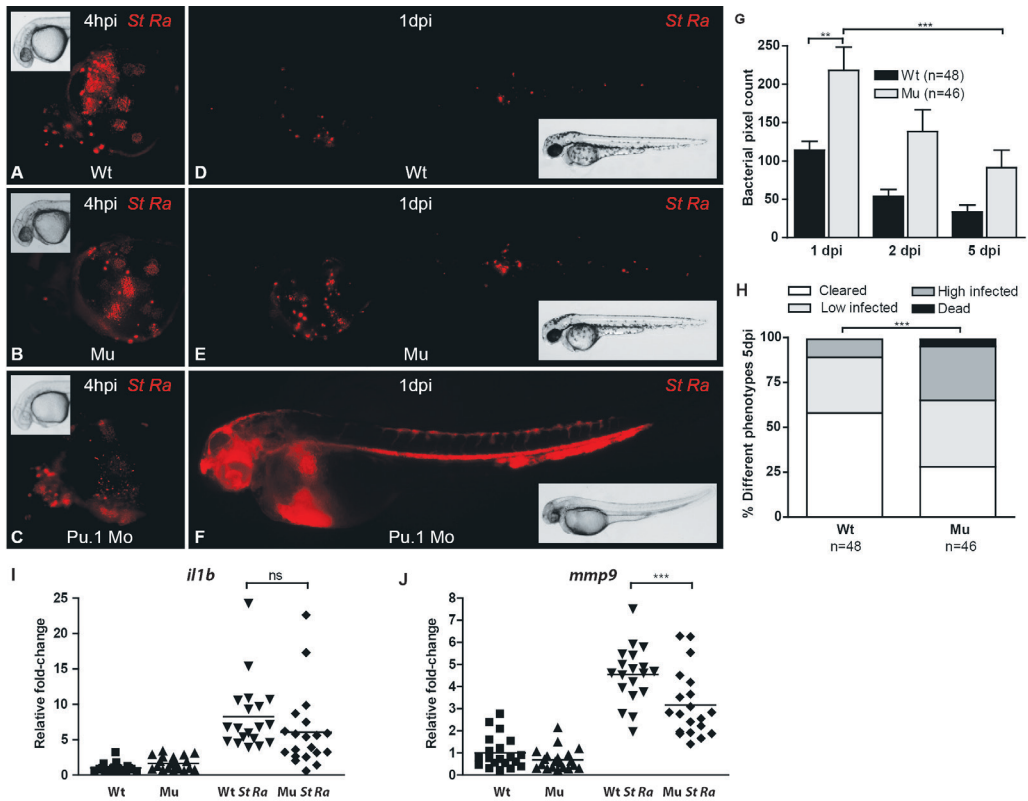 4hpi St Ra
A Wt
1dpi St Ra
D Wt
4hpi St Ra
B Mu
1dpi St Ra
E Mu
4hpi St Ra
C Pu.1 Mo
1dpi St Ra
F Pu.1 Mo
G
** ***
250
200
150
100
50
0
Bacterial pixel count
Wt (n=48)
Mu (n=46)
1 dpi 2 dpi 5 dpi
H
Cleared High infected
Low infected Dead
***
100
75
50
25
0
% Different phenotypes 5dpi
Wt Mu
n=48 n=46
I il1b
ns
25
20
15
10
5
0
Relative fold-change
Wt Mu Wt St Ra Mu St Ra
J mmp9
***
8
7
6
5
4
3
2
1
0
Relative fold-change
Wt Mu Wt St Ra Mu St Ra